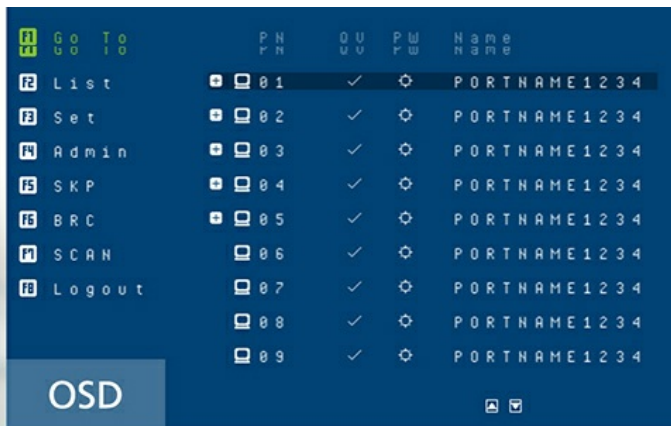 F1 Go To PN QV PW Name
F2 List 01 PORTNAME1234
F3 Set 02 PORTNAME1234
F4 Admin 03 PORTNAME1234
F5 SKP 04 PORTNAME1234
F6 BRC 05 PORTNAME1234
F7 SCAN 06 PORTNAME1234
F8 Logout 07 PORTNAME1234
08 PORTNAME1234
09 PORTNAME1234
OSD